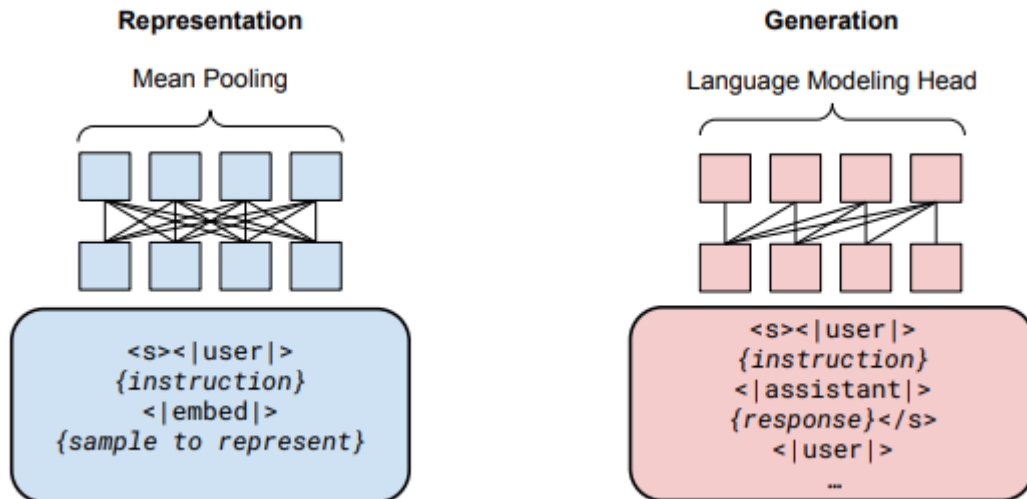 Representation
Mean Pooling
<s><|user|>
{instruction}
<|embed|>
{sample to represent}
Generation
Language Modeling Head
<s><|user|>
{instruction}
<|assistant|>
{response}</s>
<|user|>
…